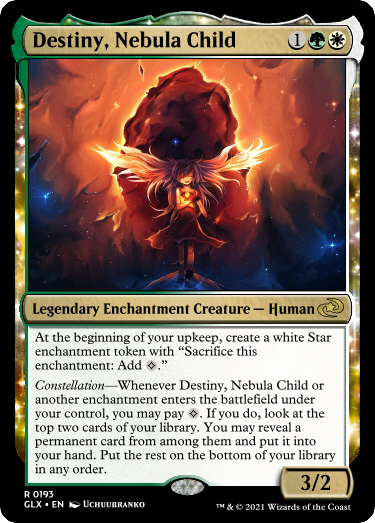 Destiny, Nebula Child 1
Legendary Enchantment Creature — Human
At the beginning of your upkeep, create a white Star
enchantment token with “Sacrifice this
enchantment: Add .”
Constellation—Whenever Destiny, Nebula Child or
another enchantment enters the battlefield under
your control, you may pay . If you do, look at the
top two cards of your library. You may reveal a
permanent card from among them and put it into
your hand. Put the rest on the bottom of your library
in any order.
3/2
R 0193
GLX • EN Uchuubranko
™ & © 2021 Wizards of the Coast